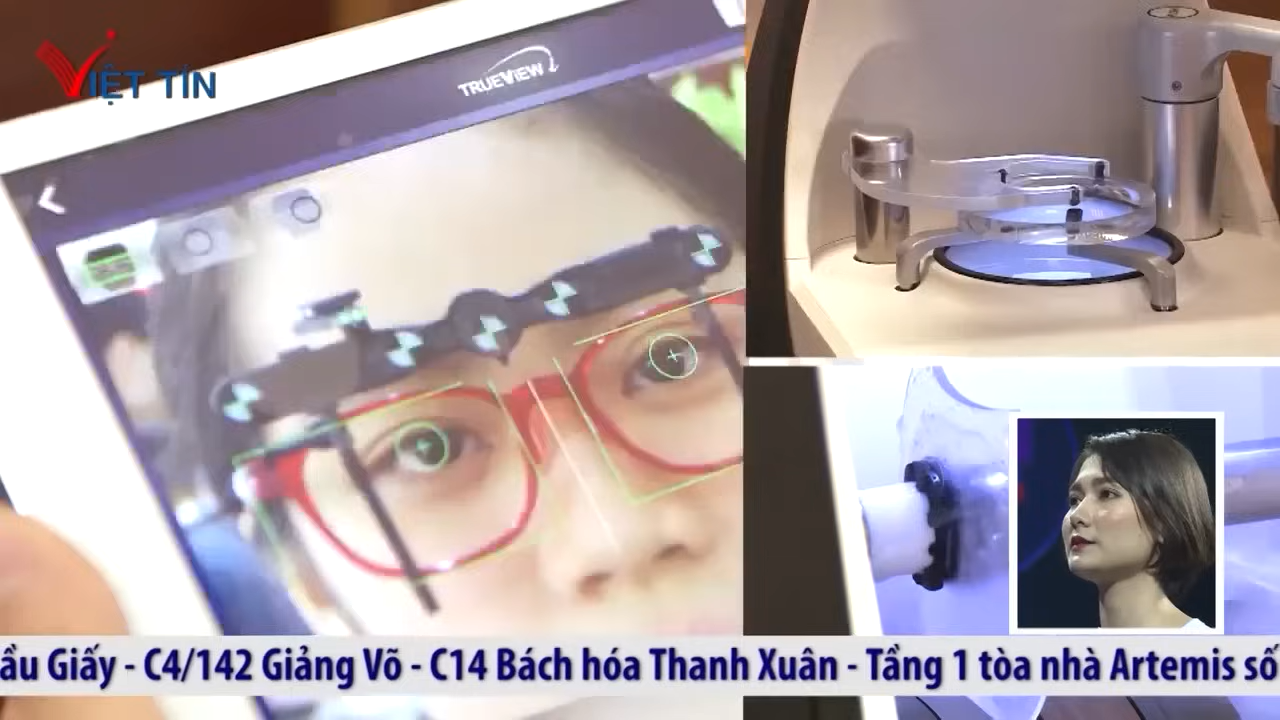 VIỆT TÍN
TRUEVIEW
ầu Giấy - C4/142 Giảng Võ - C14 Bách hóa Thanh Xuân - Tầng 1 tòa nhà Artemis số